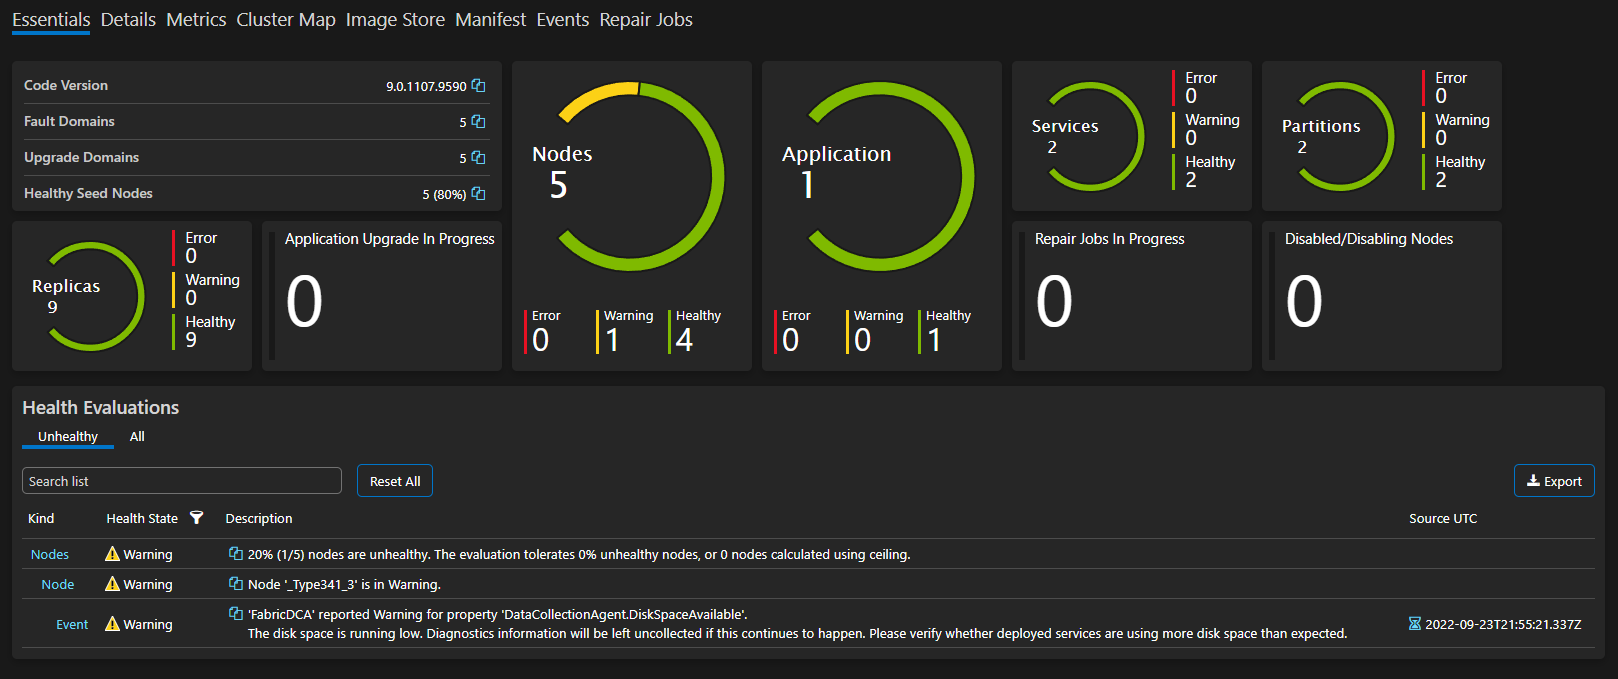 Essentials Details Metrics Cluster Map Image Store Manifest Events Repair Jobs
Code Version 9.0.1107.9590
Fault Domains 5
Upgrade Domains 5
Healthy Seed Nodes 5 (80%)
Nodes
5
Error
0
Warning
1
Healthy
4
Application
1
Error
0
Warning
0
Healthy
1
Services
2
Error
0
Warning
0
Healthy
2
Partitions
2
Error
0
Warning
0
Healthy
2
Replicas
9
Error
0
Warning
0
Healthy
9
Application Upgrade In Progress
0
Repair Jobs In Progress
0
Disabled/Disabling Nodes
0
Health Evaluations
Unhealthy All
Search list Reset All Export
Kind Health State Description Source UTC
Nodes Warning 20% (1/5) nodes are unhealthy. The evaluation tolerates 0% unhealthy nodes, or 0 nodes calculated using ceiling.
Node Warning Node '_Type341_3' is in Warning.
Event Warning 'FabricDCA' reported Warning for property 'DataCollectionAgent.DiskSpaceAvailable'.
The disk space is running low. Diagnostics information will be left uncollected if this continues to happen. Please verify whether deployed services are using more disk space than expected. 2022-09-23T21:55:21.337Z